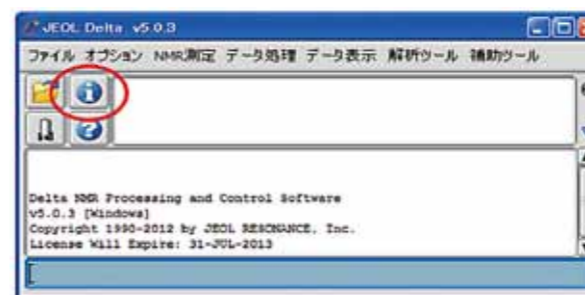 JEOL Delta v5.0.3
ファイル オプション NMR測定 データ処理 データ表示 解析ツール 補助ツール
Delta NMR Processing and Control Software
v5.0.3 [Windows]
Copyright 1990-2012 by JEOL RESONANCE, Inc.
License Will Expire: 31-JUL-2013